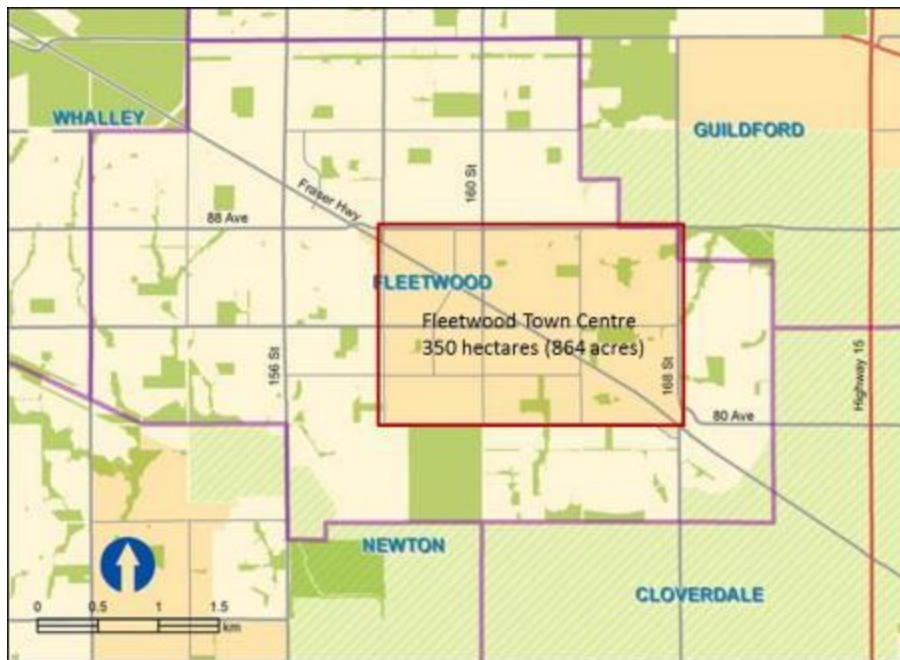 WHALLEY
GUILDFORD
160 St
Fraser Hwy
88 Ave
FLEETWOOD
Fleetwood Town Centre
350 hectares (864 acres)
156 St
168 St
Highway 15
80 Ave
NEWTON
CLOVERDALE
0 0.5 1 1.5
km